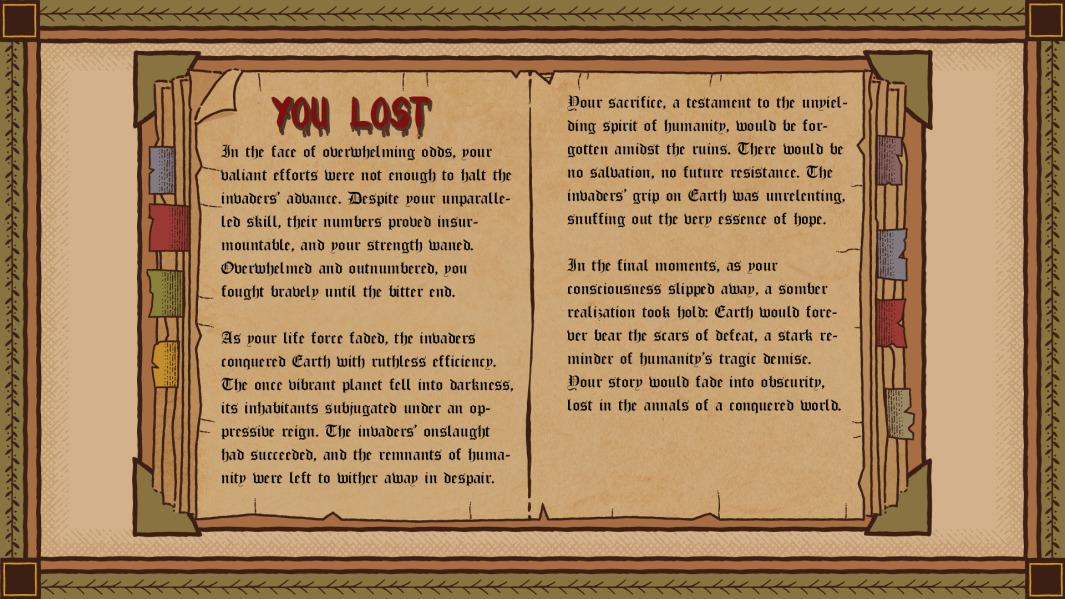 YOU LOST
In the face of overwhelming odds, your
valiant efforts were not enough to halt the
invaders' advance. Despite your unparalle-
led skill, their numbers proved insur-
mountable, and your strength waned.
Overwhelmed and outnumbered, you
fought bravely until the bitter end.
As your life force faded, the invaders
conquered Earth with ruthless efficiency.
The once vibrant planet fell into darkness,
its inhabitants subjugated under an op-
pressive reign. The invaders' onslaught
had succeeded, and the remnants of huma-
nity were left to wither away in despair.
Your sacrifice, a testament to the unyiel-
ding spirit of humanity, would be for-
gotten amidst the ruins. There would be
no salvation, no future resistance. The
invaders' grip on Earth was unrelenting,
snuffing out the very essence of hope.
In the final moments, as your
consciousness slipped away, a somber
realization took hold: Earth would fore-
ver bear the scars of defeat, a stark re-
minder of humanity's tragic demise.
Your story would fade into obscurity,
lost in the annals of a conquered world.